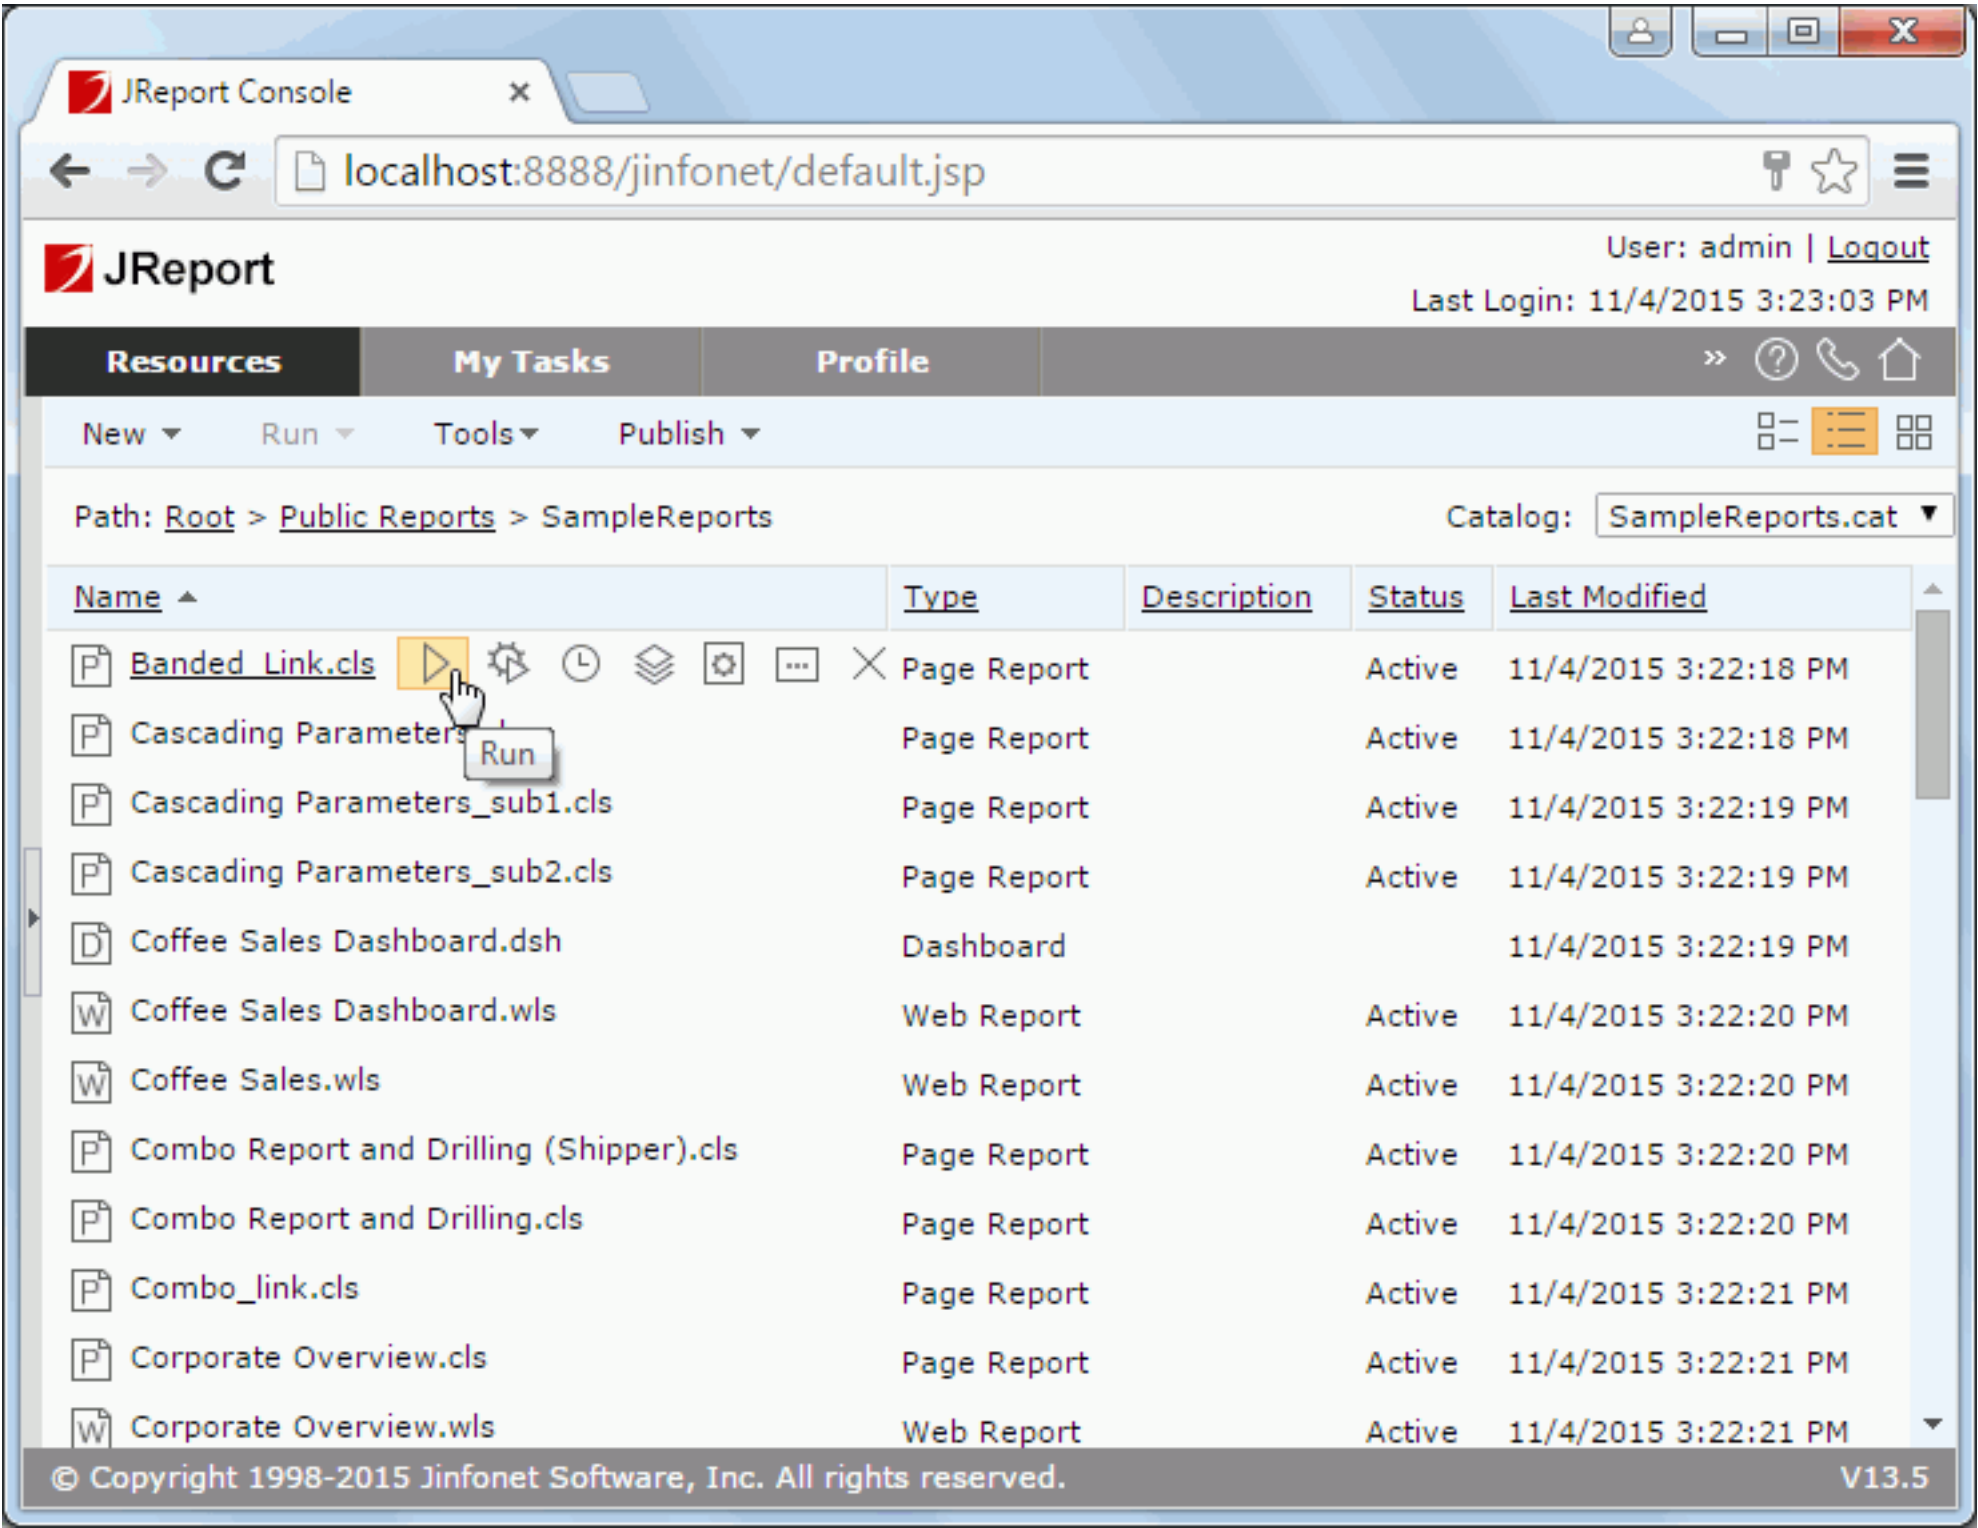 JReport Console
localhost:8888/jinfonet/default.jsp
JReport
User: admin | Logout
Last Login: 11/4/2015 3:23:03 PM
Resources My Tasks Profile »
New Run Tools Publish
Path: Root > Public Reports > SampleReports Catalog: SampleReports.cat
Name Type Description Status Last Modified
Banded_Link.cls Page Report Active 11/4/2015 3:22:18 PM
Cascading Parameters Page Report Active 11/4/2015 3:22:18 PM
Run
Cascading Parameters_sub1.cls Page Report Active 11/4/2015 3:22:19 PM
Cascading Parameters_sub2.cls Page Report Active 11/4/2015 3:22:19 PM
Coffee Sales Dashboard.dsh Dashboard 11/4/2015 3:22:19 PM
Coffee Sales Dashboard.wls Web Report Active 11/4/2015 3:22:20 PM
Coffee Sales.wls Web Report Active 11/4/2015 3:22:20 PM
Combo Report and Drilling (Shipper).cls Page Report Active 11/4/2015 3:22:20 PM
Combo Report and Drilling.cls Page Report Active 11/4/2015 3:22:20 PM
Combo_link.cls Page Report Active 11/4/2015 3:22:21 PM
Corporate Overview.cls Page Report Active 11/4/2015 3:22:21 PM
Corporate Overview.wls Web Report Active 11/4/2015 3:22:21 PM
© Copyright 1998-2015 Jinfonet Software, Inc. All rights reserved. V13.5